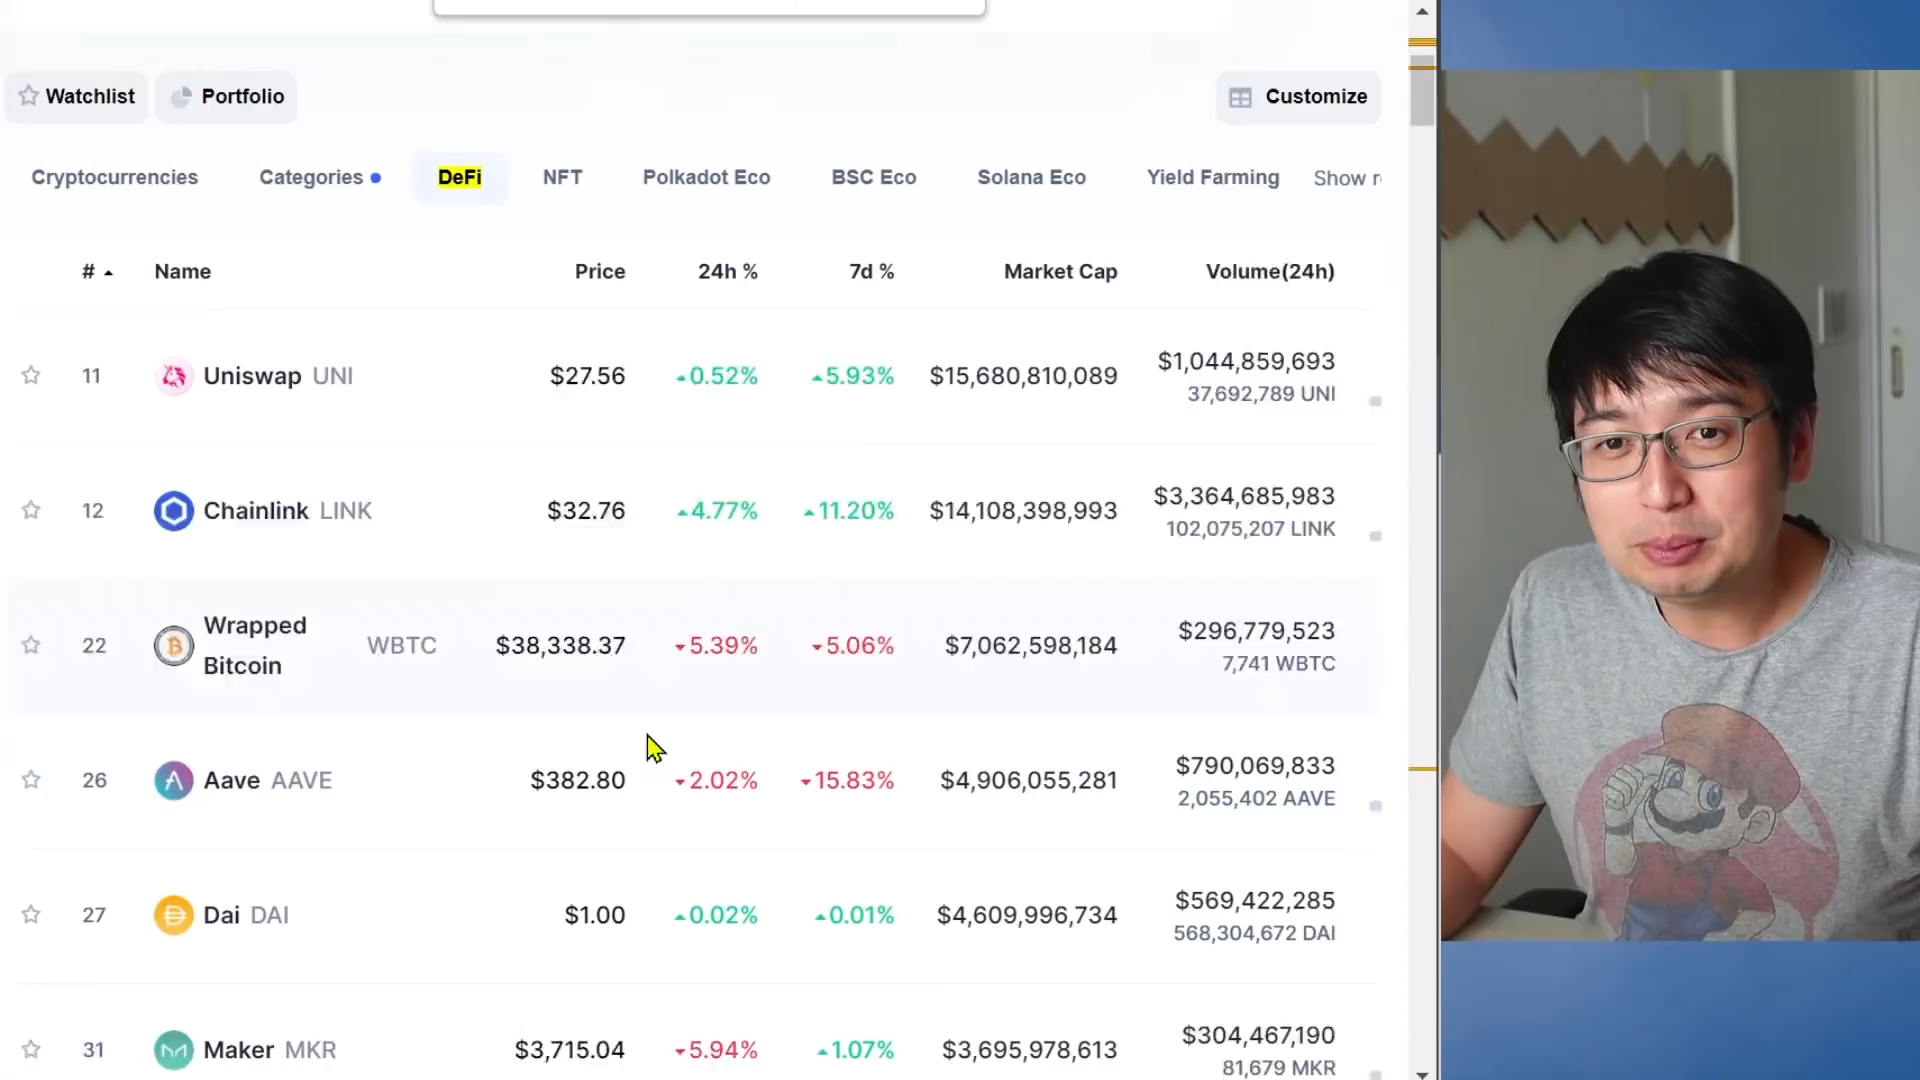 Watchlist Portfolio Customize
Cryptocurrencies Categories DeFi NFT Polkadot Eco BSC Eco Solana Eco Yield Farming Show
# Name Price 24h % 7d % Market Cap Volume(24h)
11 Uniswap UNI $27.56 0.52% 5.93% $15,680,810,089 $1,044,859,693
37,692,789 UNI
12 Chainlink LINK $32.76 4.77% 11.20% $14,108,398,993 $3,364,685,983
102,075,207 LINK
22 Wrapped Bitcoin WBTC $38,338.37 5.39% 5.06% $7,062,598,184 $296,779,523
7,741 WBTC
26 Aave AAVE $382.80 2.02% 15.83% $4,906,055,281 $790,069,833
2,055,402 AAVE
27 Dai DAI $1.00 0.02% 0.01% $4,609,996,734 $569,422,285
568,304,672 DAI
31 Maker MKR $3,715.04 5.94% 1.07% $3,695,978,613 $304,467,190
81,679 MKR